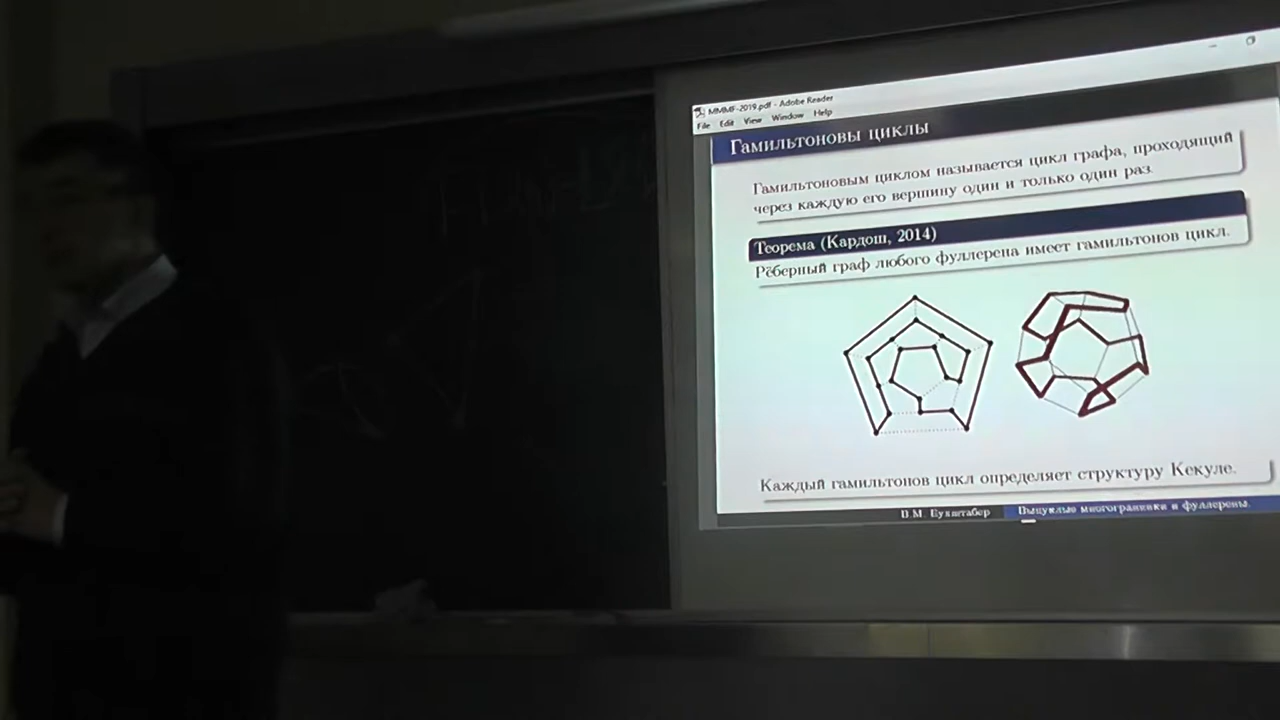 MMMF-2019.pdf - Adobe Reader
File Edit View Window Help
Гамильтоновы циклы
Гамильтоновым циклом называется цикл графа, проходящий
через каждую его вершину один и только один раз.
Теорема (Кардош, 2014)
Рёберный граф любого фуллерена имеет гамильтонов цикл.
Каждый гамильтонов цикл определяет структуру Кекуле.
В.М. Бухштабер
Выпуклые многогранники и фуллерены.